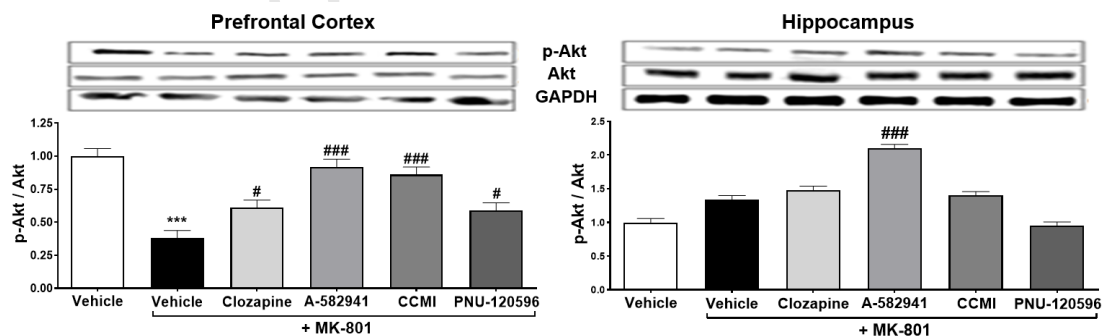 Prefrontal Cortex
Hippocampus
p-Akt
Akt
GAPDH
p-Akt / Akt
1.25
1.00
0.75
0.50
0.25
0.00
***
#
###
###
#
Vehicle Vehicle Clozapine A-582941 CCMI PNU-120596
+ MK-801
p-Akt / Akt
2.5
2.0
1.5
1.0
0.5
0.0
###
Vehicle Vehicle Clozapine A-582941 CCMI PNU-120596
+ MK-801